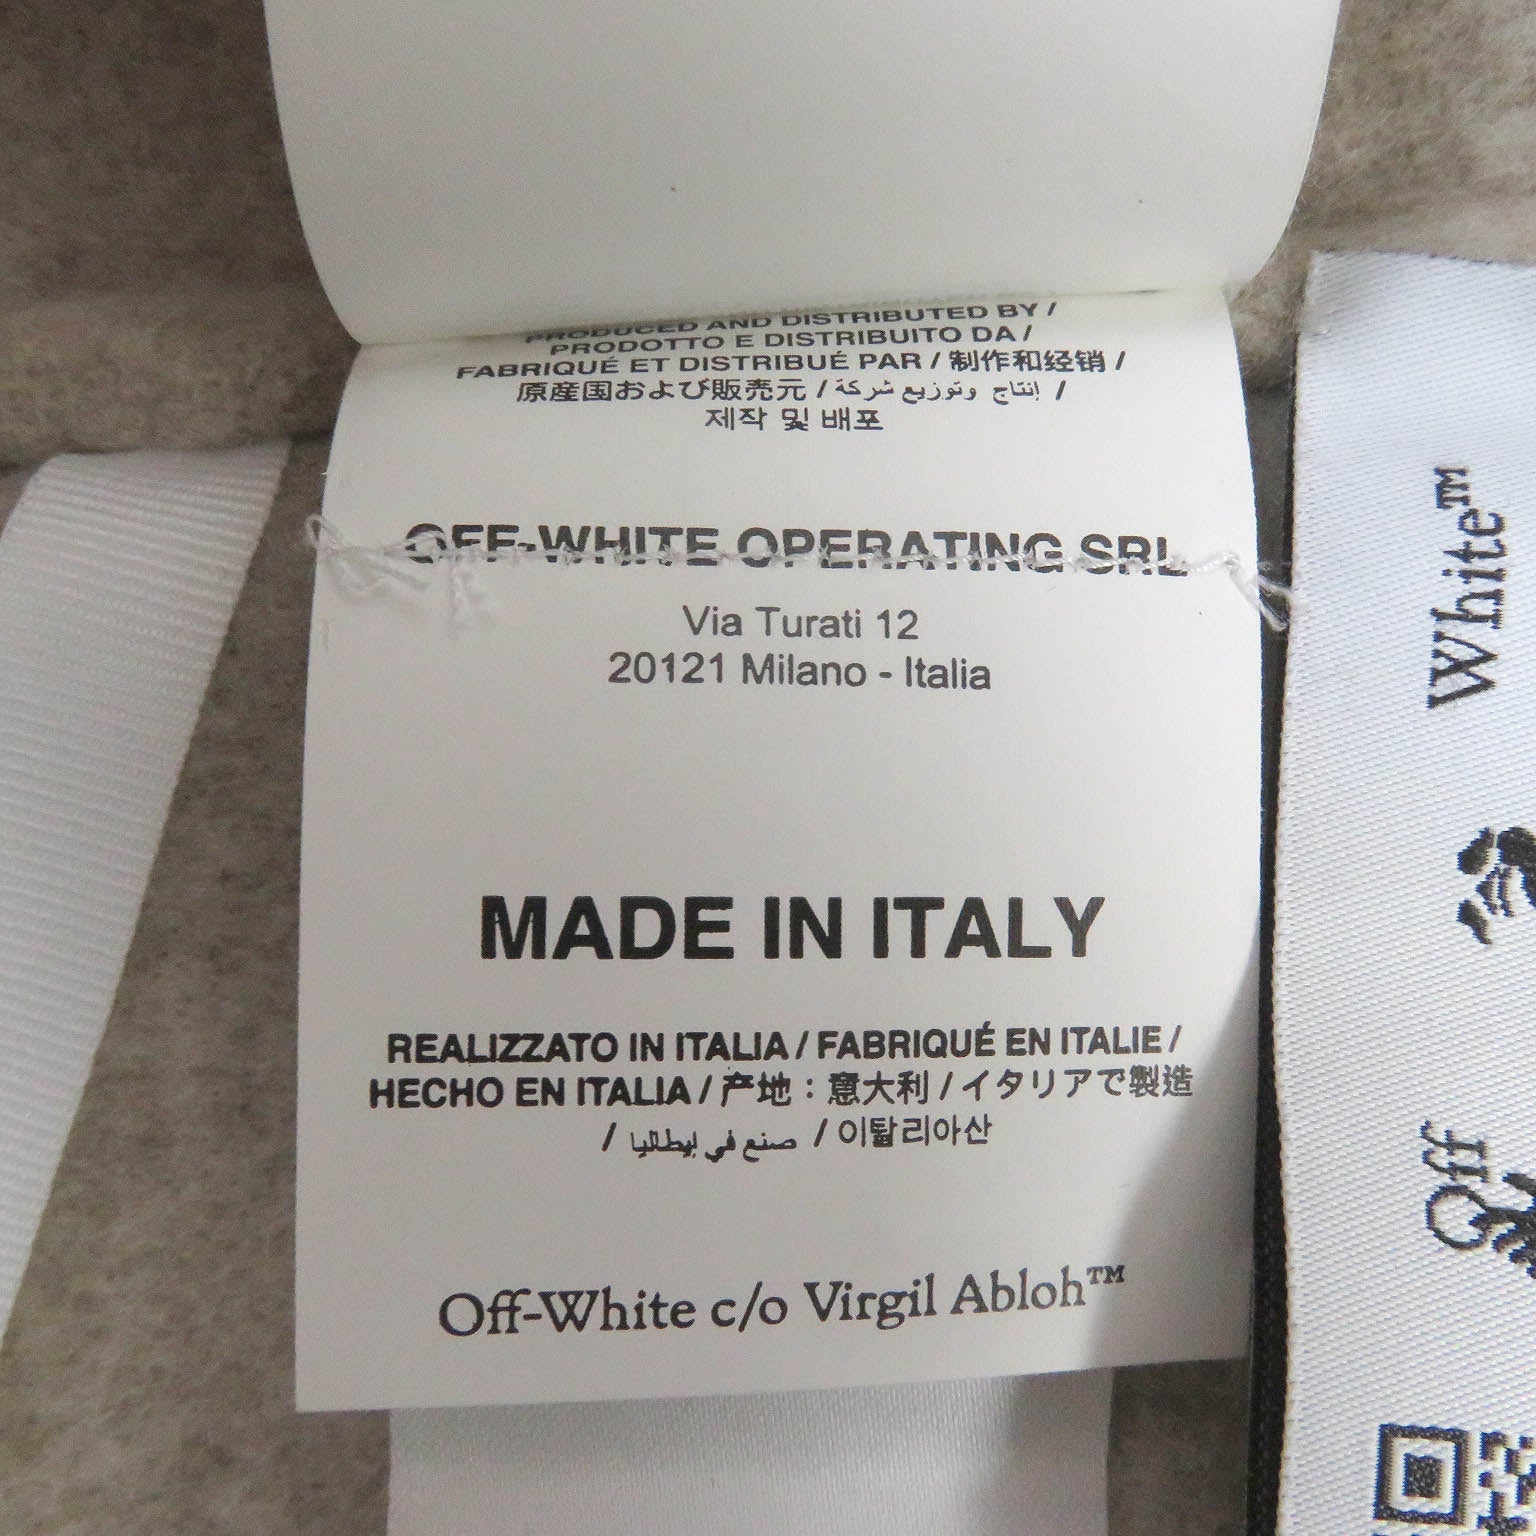 PRODUCED AND DISTRIBUTED BY /
PRODOTTO E DISTRIBUITO DA /
FABRIQUÉ ET DISTRIBUÉ PAR / 制作和经销 /
原産国および販売元 / إنتاج وتوزيع شركة /
제작 및 배포
OFF-WHITE OPERATING SRL
Via Turati 12
20121 Milano - Italia
MADE IN ITALY
REALIZZATO IN ITALIA / FABRIQUÉ EN ITALIE /
HECHO EN ITALIA / 产地：意大利 / イタリアで製造
/ صنع في إيطاليا / 이탈리아산
Off-White c/o Virgil Abloh™
Off White™